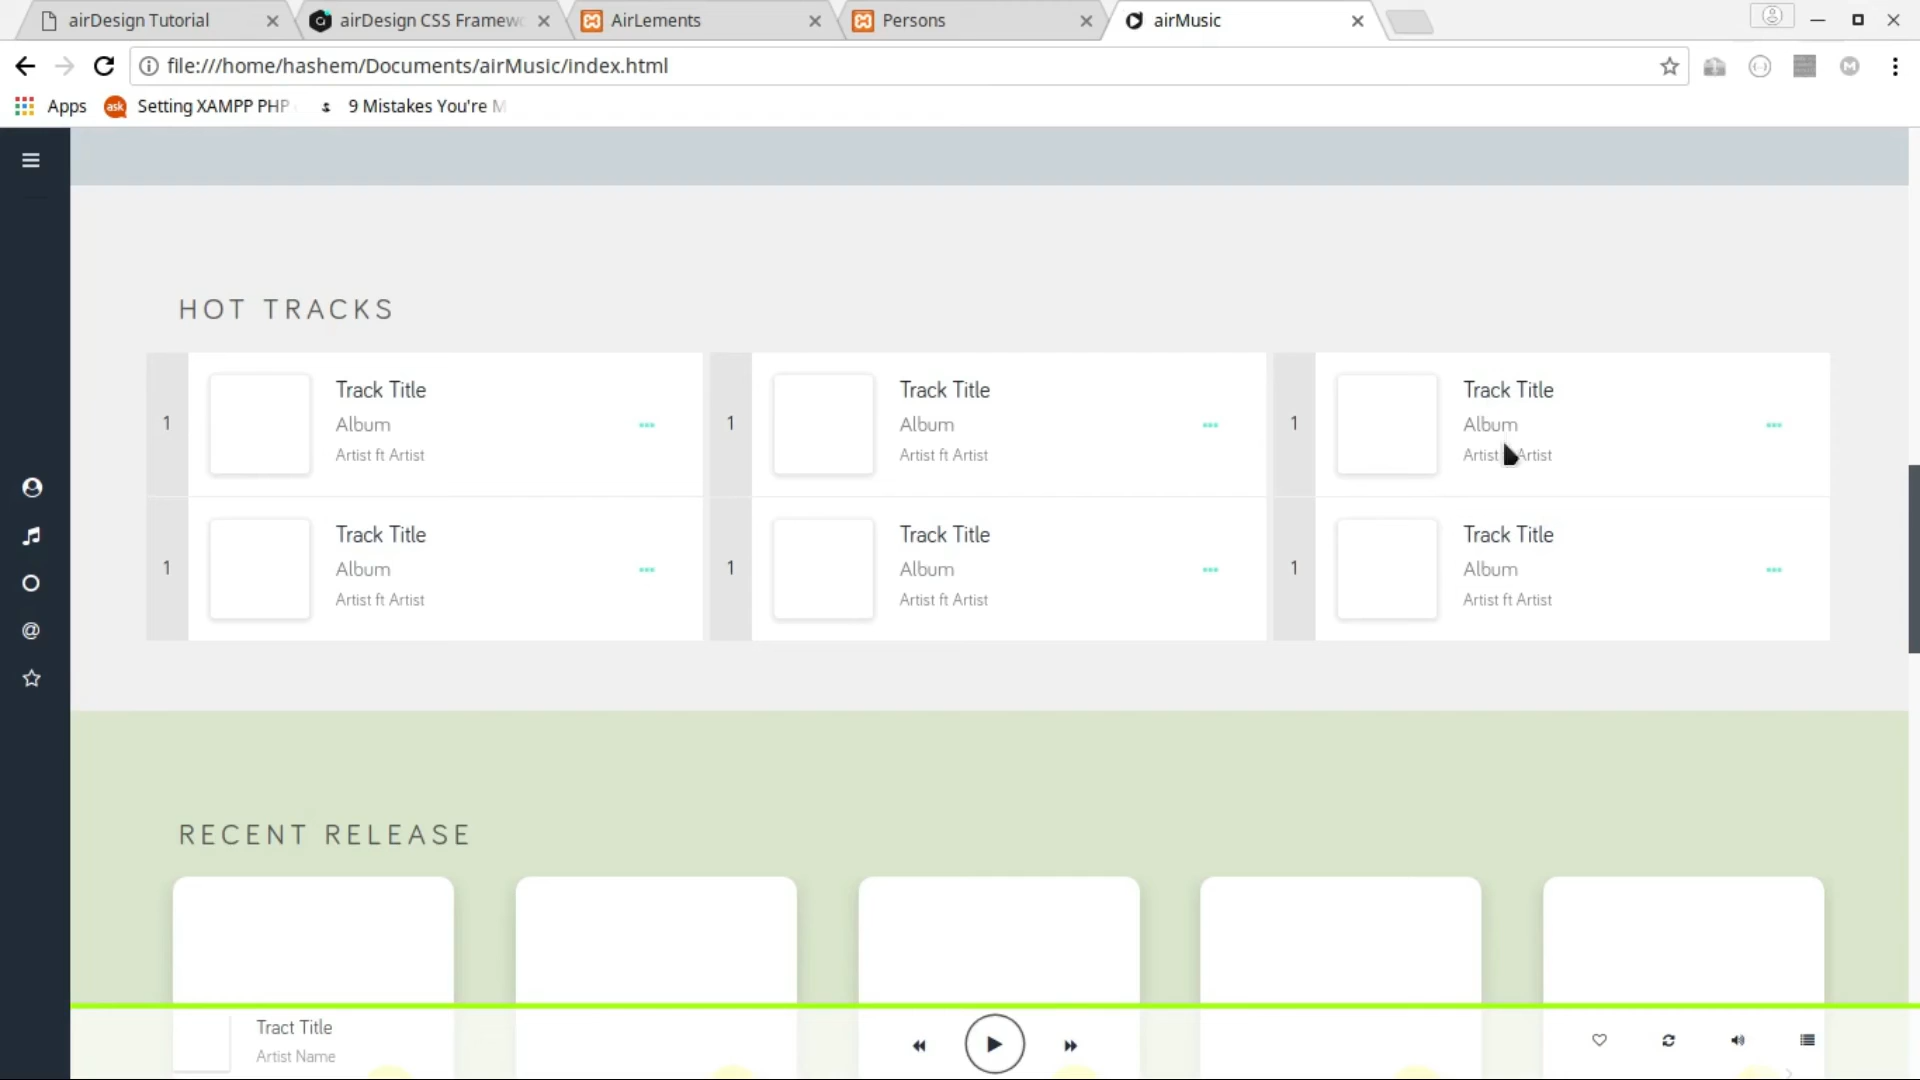 airDesign Tutorial
airDesign CSS Framew
AirLements
Persons
airMusic
file:///home/hashem/Documents/airMusic/index.html
Apps
ask
Setting XAMPP PHP
9 Mistakes You're M
HOT TRACKS
1
Track Title
Album
Artist ft Artist
1
Track Title
Album
Artist ft Artist
1
Track Title
Album
Artist Artist
1
Track Title
Album
Artist ft Artist
1
Track Title
Album
Artist ft Artist
1
Track Title
Album
Artist ft Artist
RECENT RELEASE
Tract Title
Artist Name